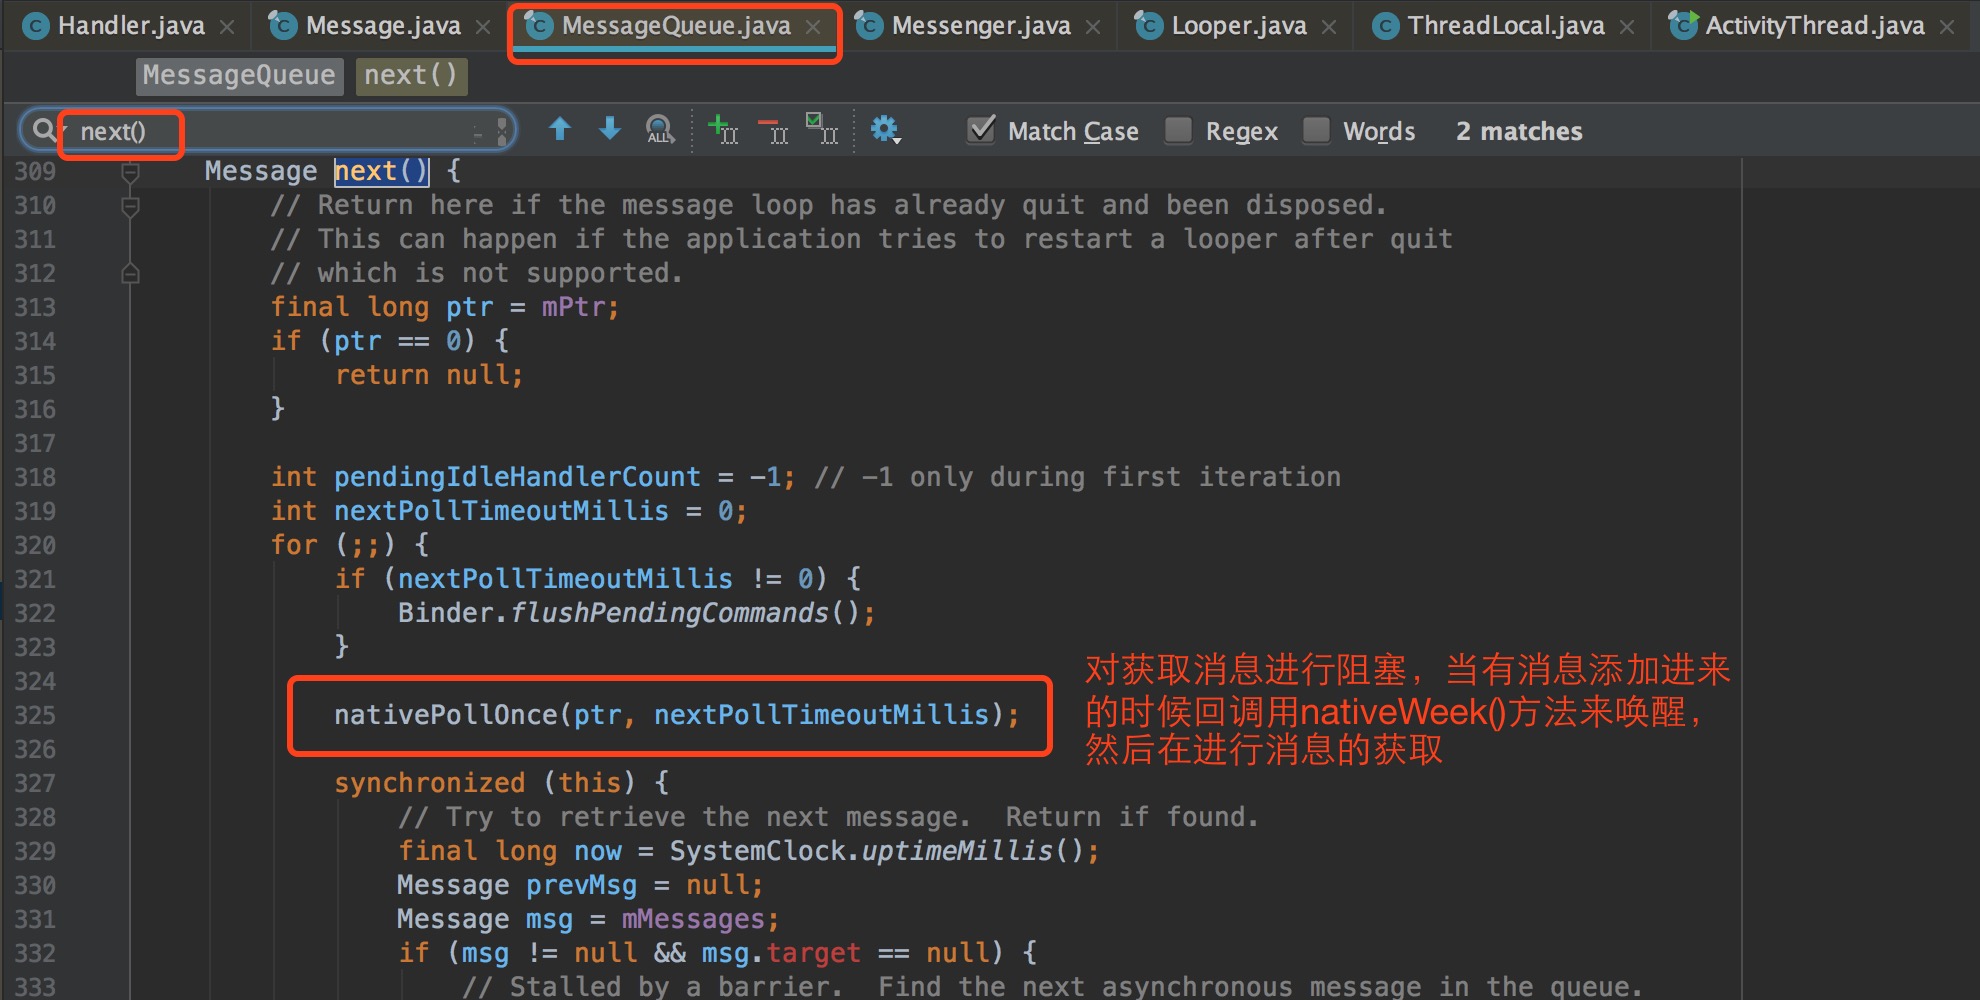 Handler.java
Message.java
MessageQueue.java
Messenger.java
Looper.java
ThreadLocal.java
ActivityThread.java
MessageQueue
next()
next()
ALL
Match Case
Regex
Words
2 matches
309 Message next() {
310 // Return here if the message loop has already quit and been disposed.
311 // This can happen if the application tries to restart a looper after quit
312 // which is not supported.
313 final long ptr = mPtr;
314 if (ptr == 0) {
315 return null;
316 }
317
318 int pendingIdleHandlerCount = -1; // -1 only during first iteration
319 int nextPollTimeoutMillis = 0;
320 for (;;) {
321 if (nextPollTimeoutMillis != 0) {
322 Binder.flushPendingCommands();
323 }
324
325 nativePollOnce(ptr, nextPollTimeoutMillis);
对获取消息进行阻塞，当有消息添加进来
的时候回调用nativeWeek()方法来唤醒，
然后在进行消息的获取
326
327 synchronized (this) {
328 // Try to retrieve the next message.  Return if found.
329 final long now = SystemClock.uptimeMillis();
330 Message prevMsg = null;
331 Message msg = mMessages;
332 if (msg != null && msg.target == null) {
333 // Stalled by a barrier.  Find the next asynchronous message in the queue.